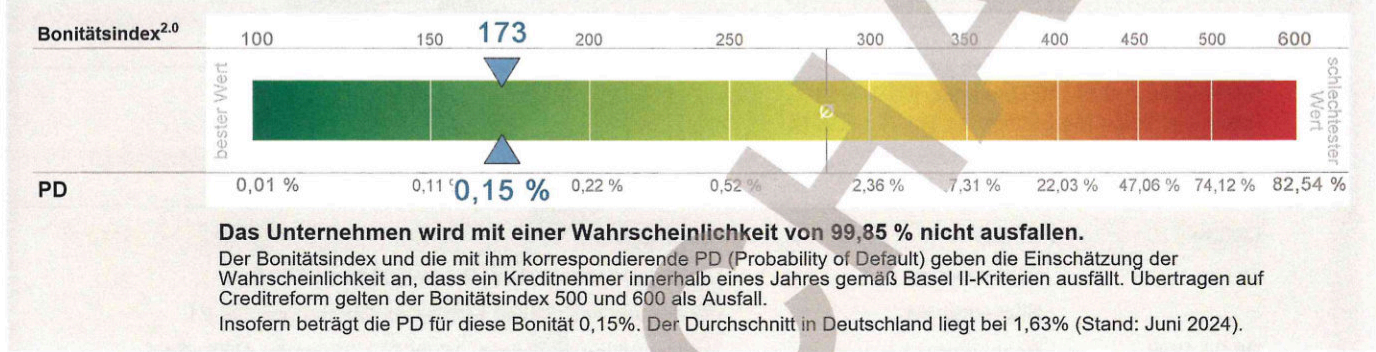 Bonitätsindex2.0 100 150 173 200 250 300 350 400 450 500 600
bester Wert
Ø
schlechtester
Wert
PD 0,01 % 0,11 0,15 % 0,22 % 0,52 % 2,36 % 7,31 % 22,03 % 47,06 % 74,12 % 82,54 %
Das Unternehmen wird mit einer Wahrscheinlichkeit von 99,85 % nicht ausfallen.
Der Bonitätsindex und die mit ihm korrespondierende PD (Probability of Default) geben die Einschätzung der
Wahrscheinlichkeit an, dass ein Kreditnehmer innerhalb eines Jahres gemäß Basel II-Kriterien ausfällt. Übertragen auf
Creditreform gelten der Bonitätsindex 500 und 600 als Ausfall.
Insofern beträgt die PD für diese Bonität 0,15%. Der Durchschnitt in Deutschland liegt bei 1,63% (Stand: Juni 2024).
CHA